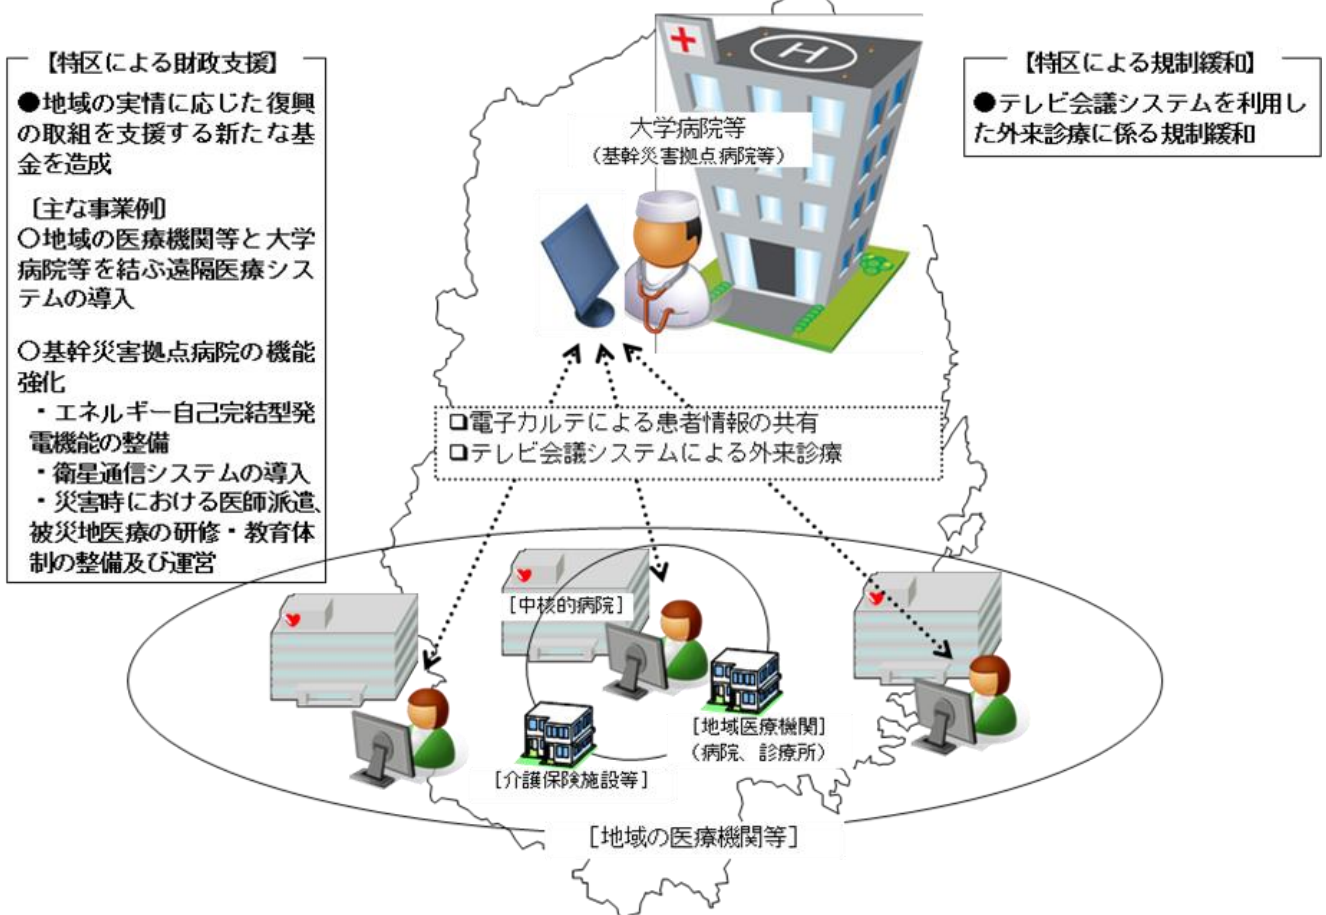 【特区による財政支援】
●地域の実情に応じた復興
の取組を支援する新たな基
金を造成
〔主な事業例〕
○地域の医療機関等と大学
病院等を結ぶ遠隔医療シス
テムの導入
○基幹災害拠点病院の機能
強化
・エネルギー自己完結型発
電機能の整備
・衛星通信システムの導入
・災害時における医師派遣、
被災地医療の研修・教育体
制の整備及び運営
【特区による規制緩和】
●テレビ会議システムを利用し
た外来診療に係る規制緩和
H
大学病院等
（基幹災害拠点病院等）
❑電子カルテによる患者情報の共有
❑テレビ会議システムによる外来診療
［中核的病院］
［地域医療機関］
（病院、診療所）
［介護保険施設等］
［地域の医療機関等］